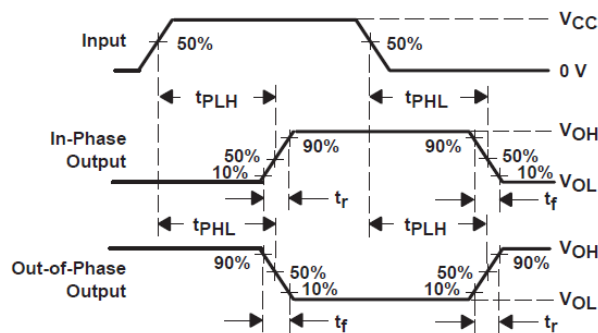 VCC
Input
50%
50%
0 V
tPLH
tPHL
In-Phase
Output
90%
90%
VOH
50%
50%
10%
10%
VOL
tr
tf
tPHL
tPLH
Out-of-Phase
Output
90%
90%
VOH
50%
50%
10%
10%
VOL
tf
tr